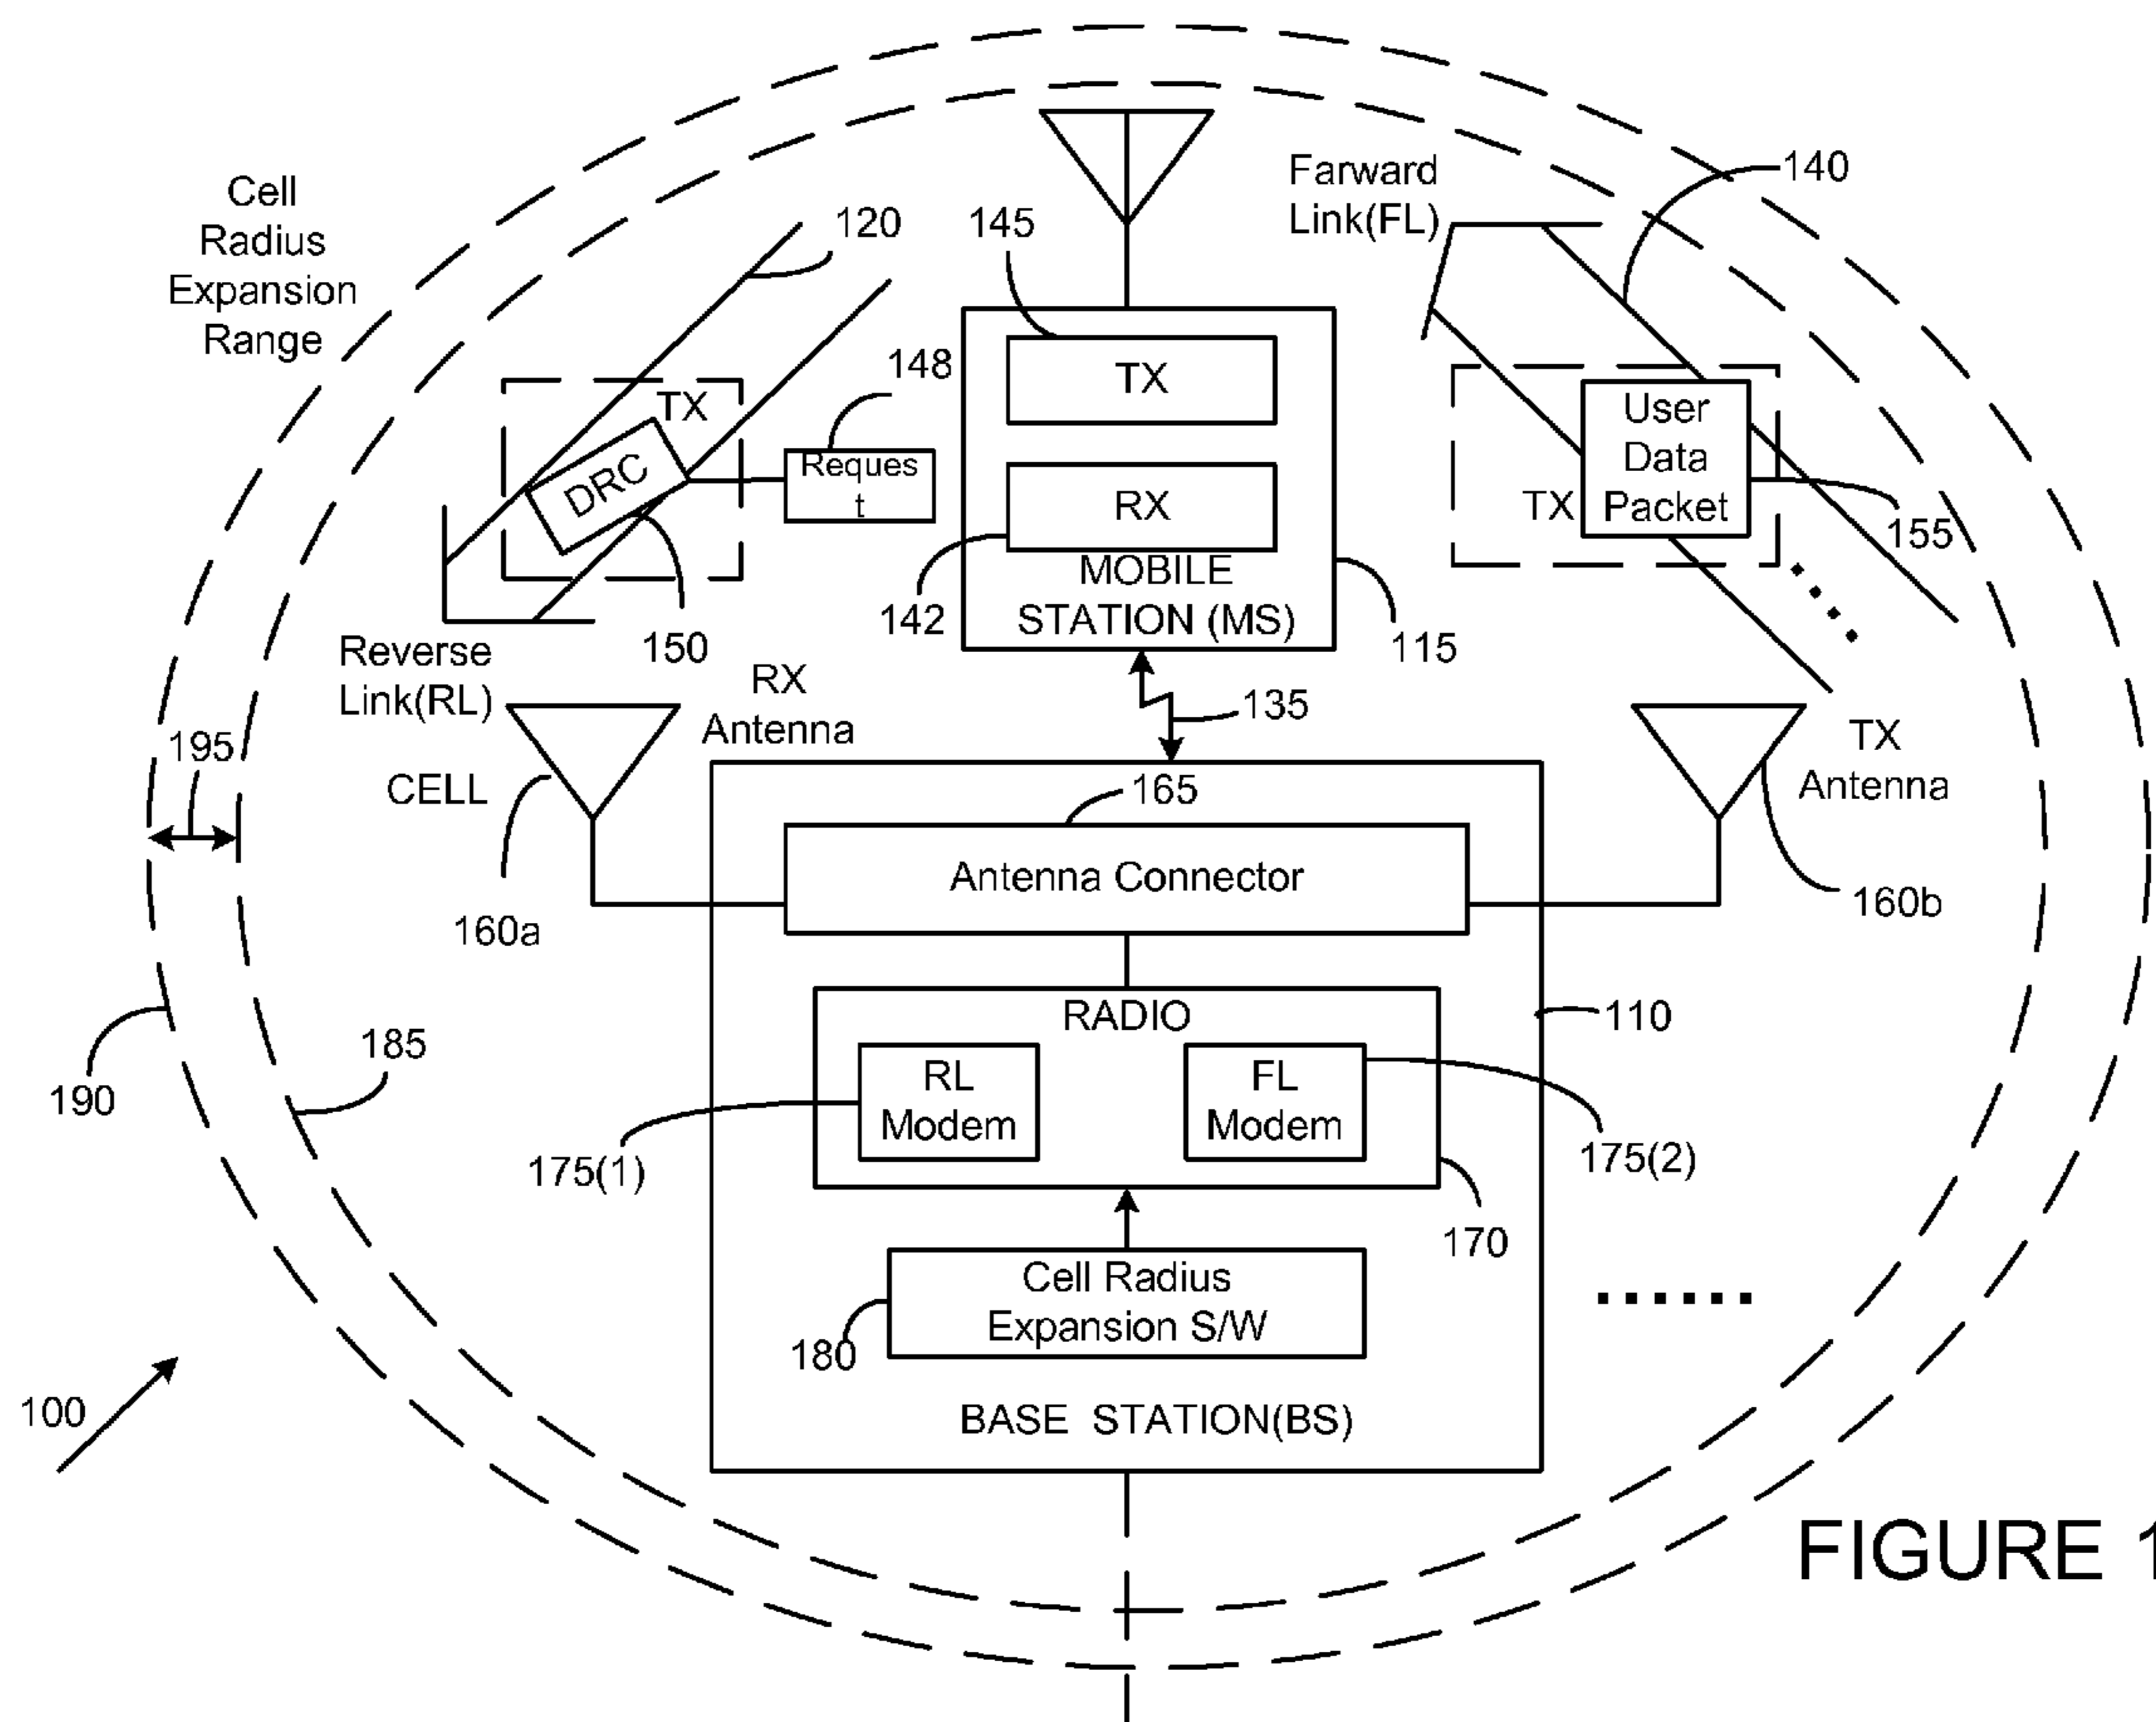 Cell
Radius
Expansion
Range
120
145
Farward
Link(FL)
140
148
TX
DRC
Reques
t
TX
RX
142
MOBILE
STATION (MS)
115
User
Data
Packet
TX
155
150
Reverse
Link(RL)
RX
Antenna
135
195
CELL
160a
165
Antenna Connector
TX
Antenna
160b
RADIO
110
RL
Modem
FL
Modem
190
185
175(1)
175(2)
170
Cell Radius
Expansion S/W
180
100
BASE STATION(BS)
FIGURE 1